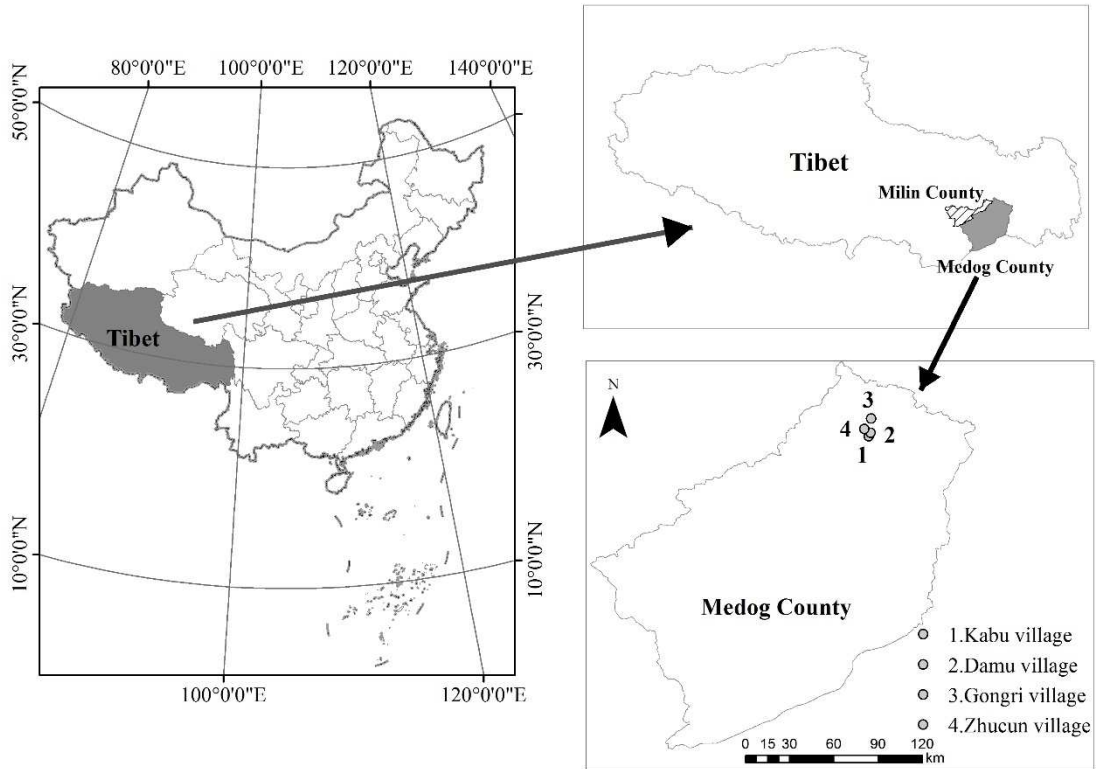 80°0'0"E 100°0'0"E 120°0'0"E 140°0'0"E
50°0'0"N
30°0'0"N
10°0'0"N
Tibet
30°0'0"N
10°0'0"N
100°0'0"E 120°0'0"E
Tibet
Milin County
Medog County
N
3
4
2
1
Medog County
1.Kabu village
2.Damu village
3.Gongri village
4.Zhucun village
0 15 30 60 90 120
km